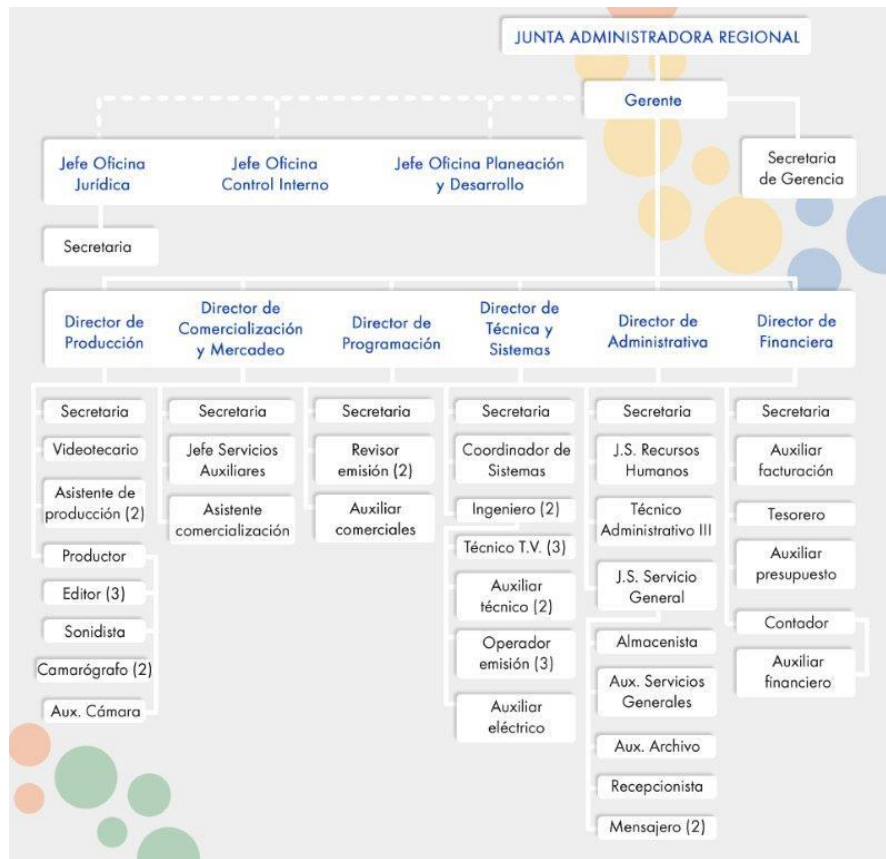 JUNTA ADMINISTRADORA REGIONAL
Gerente
Jefe Oficina
Jurídica
Jefe Oficina
Control Interno
Jefe Oficina Planeación
y Desarrollo
Secretaria
de Gerencia
Secretaria
Director de
Producción
Director de
Comercialización
y Mercadeo
Director de
Programación
Director de
Técnica y
Sistemas
Director de
Administrativa
Director de
Financiera
Secretaria
Videotecario
Asistente de
producción (2)
Productor
Editor (3)
Sonidista
Camarógrafo (2)
Aux. Cámara
Secretaria
Jefe Servicios
Auxiliares
Asistente
comercialización
Secretaria
Revisor
emisión (2)
Auxiliar
comerciales
Secretaria
Coordinador de
Sistemas
Ingeniero (2)
Técnico T.V. (3)
Auxiliar
técnico (2)
Operador
emisión (3)
Auxiliar
eléctrico
Secretaria
J.S. Recursos
Humanos
Técnico
Administrativo III
J.S. Servicio
General
Almacenista
Aux. Servicios
Generales
Aux. Archivo
Recepcionista
Mensajero (2)
Secretaria
Auxiliar
facturación
Tesorero
Auxiliar
presupuesto
Contador
Auxiliar
financiero